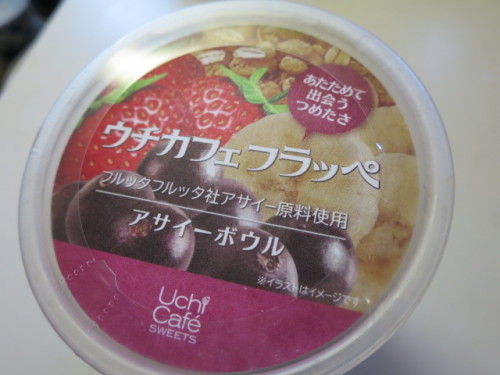 あたためて
出会う
つめたさ
ウチカフェフラッペ
フルッタフルッタ社アサイー原料使用
アサイーボウル
※イラストはイメージです
Uchi
Café
SWEETS